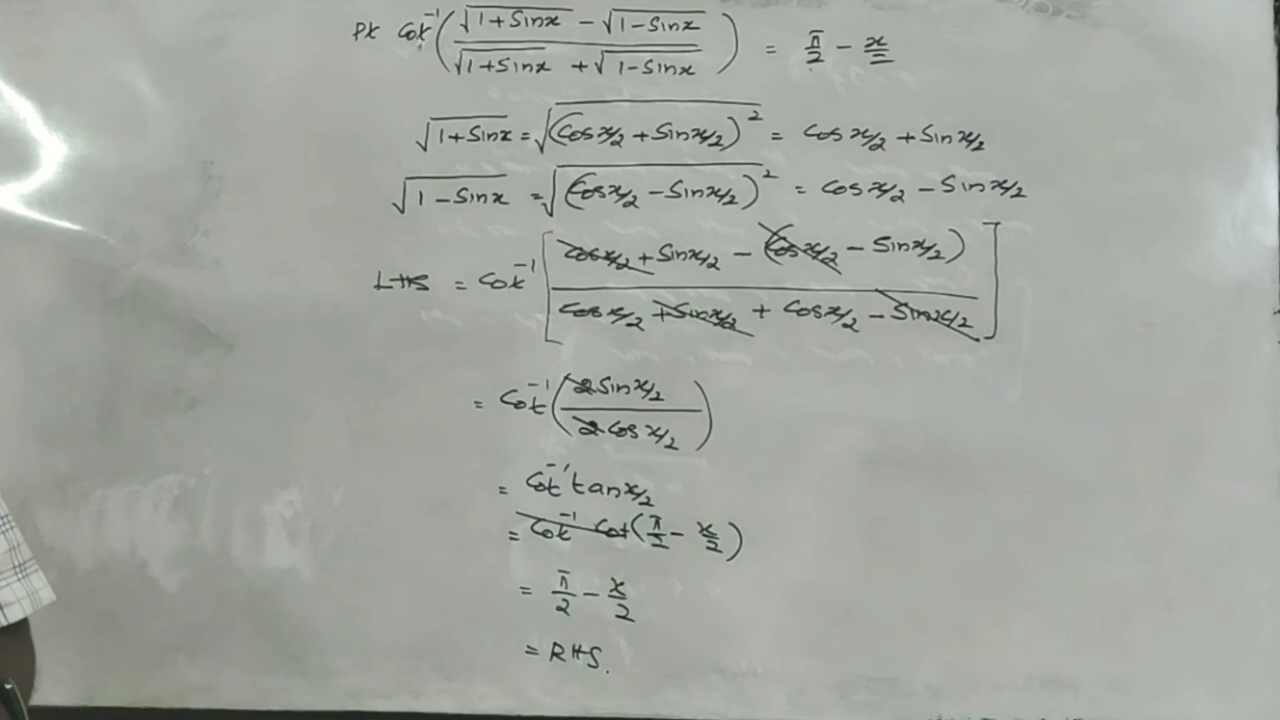 PT Cot⁻¹( (√(1+Sinx) − √(1−Sinx)) / (√(1+Sinx) + √(1−Sinx)) ) = π/2 − x/2
√(1+Sinx) = √((Cos x/2 + Sin x/2)²) = Cos x/2 + Sin x/2
√(1−Sinx) = √((Cos x/2 − Sin x/2)²) = Cos x/2 − Sin x/2
LHS = Cot⁻¹[ (Cos x/2 + Sin x/2 − (Cos x/2 − Sin x/2)) / (Cos x/2 + Sin x/2 + Cos x/2 − Sin x/2) ]
= Cot⁻¹( 2 Sin x/2 / 2 Cos x/2 )
= Cot⁻¹ tan x/2
= Cot⁻¹ Cot(π/2 − x/2)
= π/2 − x/2
= RHS.